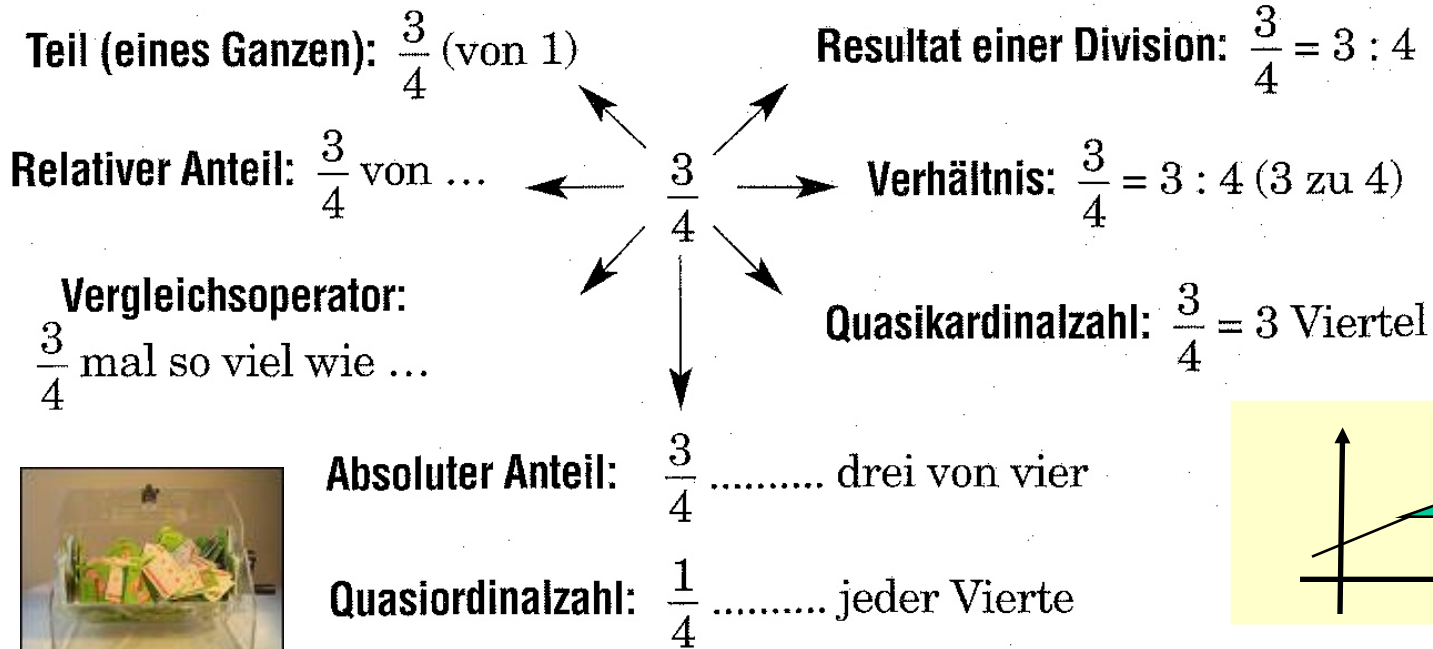 Teil (eines Ganzen): 3/4 (von 1)
Resultat einer Division: 3/4 = 3 : 4
Relativer Anteil: 3/4 von ...
3/4
Verhältnis: 3/4 = 3 : 4 (3 zu 4)
Vergleichsoperator:
3/4 mal so viel wie ...
Quasikardinalzahl: 3/4 = 3 Viertel
Absoluter Anteil: 3/4 .......... drei von vier
Quasiordinalzahl: 1/4 .......... jeder Vierte